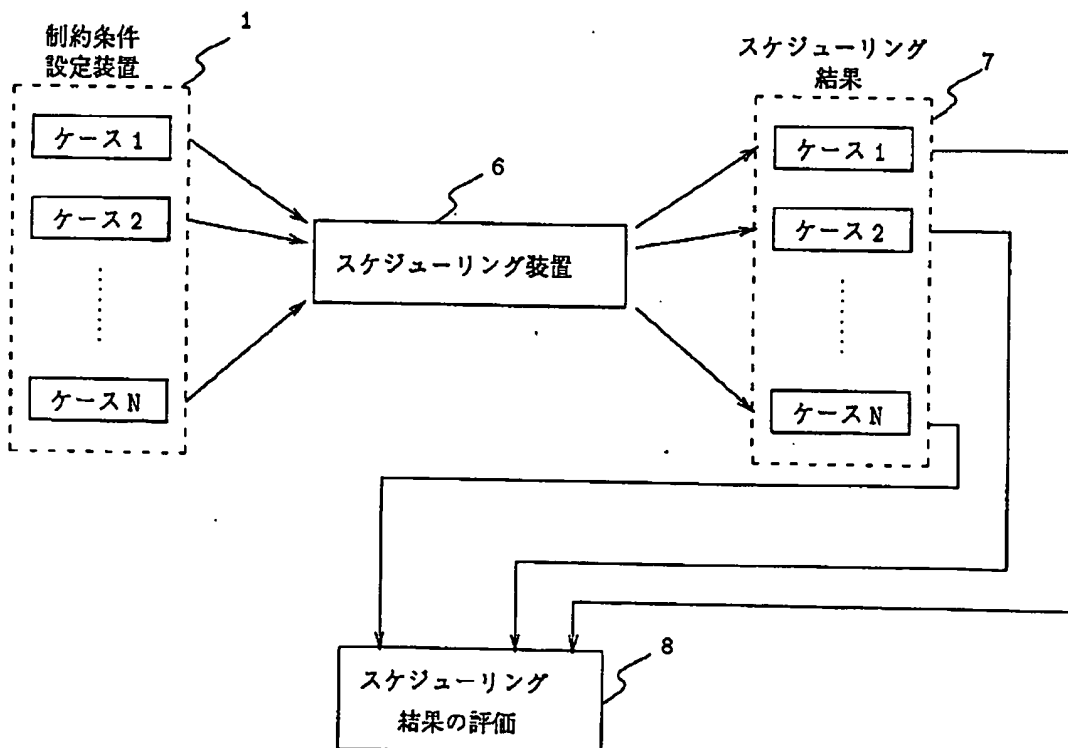 制約条件
設定装置
1
ケース1
ケース2
ケースN
6
スケジューリング装置
スケジューリング
結果
7
ケース1
ケース2
ケースN
8
スケジューリング
結果の評価